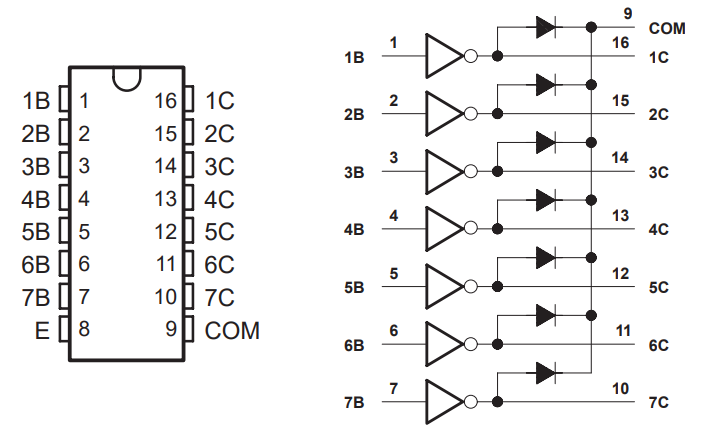 1B 1 16 1C
2B 2 15 2C
3B 3 14 3C
4B 4 13 4C
5B 5 12 5C
6B 6 11 6C
7B 7 10 7C
E 8 9 COM
9 COM
1B 1 16 1C
2B 2 15 2C
3B 3 14 3C
4B 4 13 4C
5B 5 12 5C
6B 6 11 6C
7B 7 10 7C